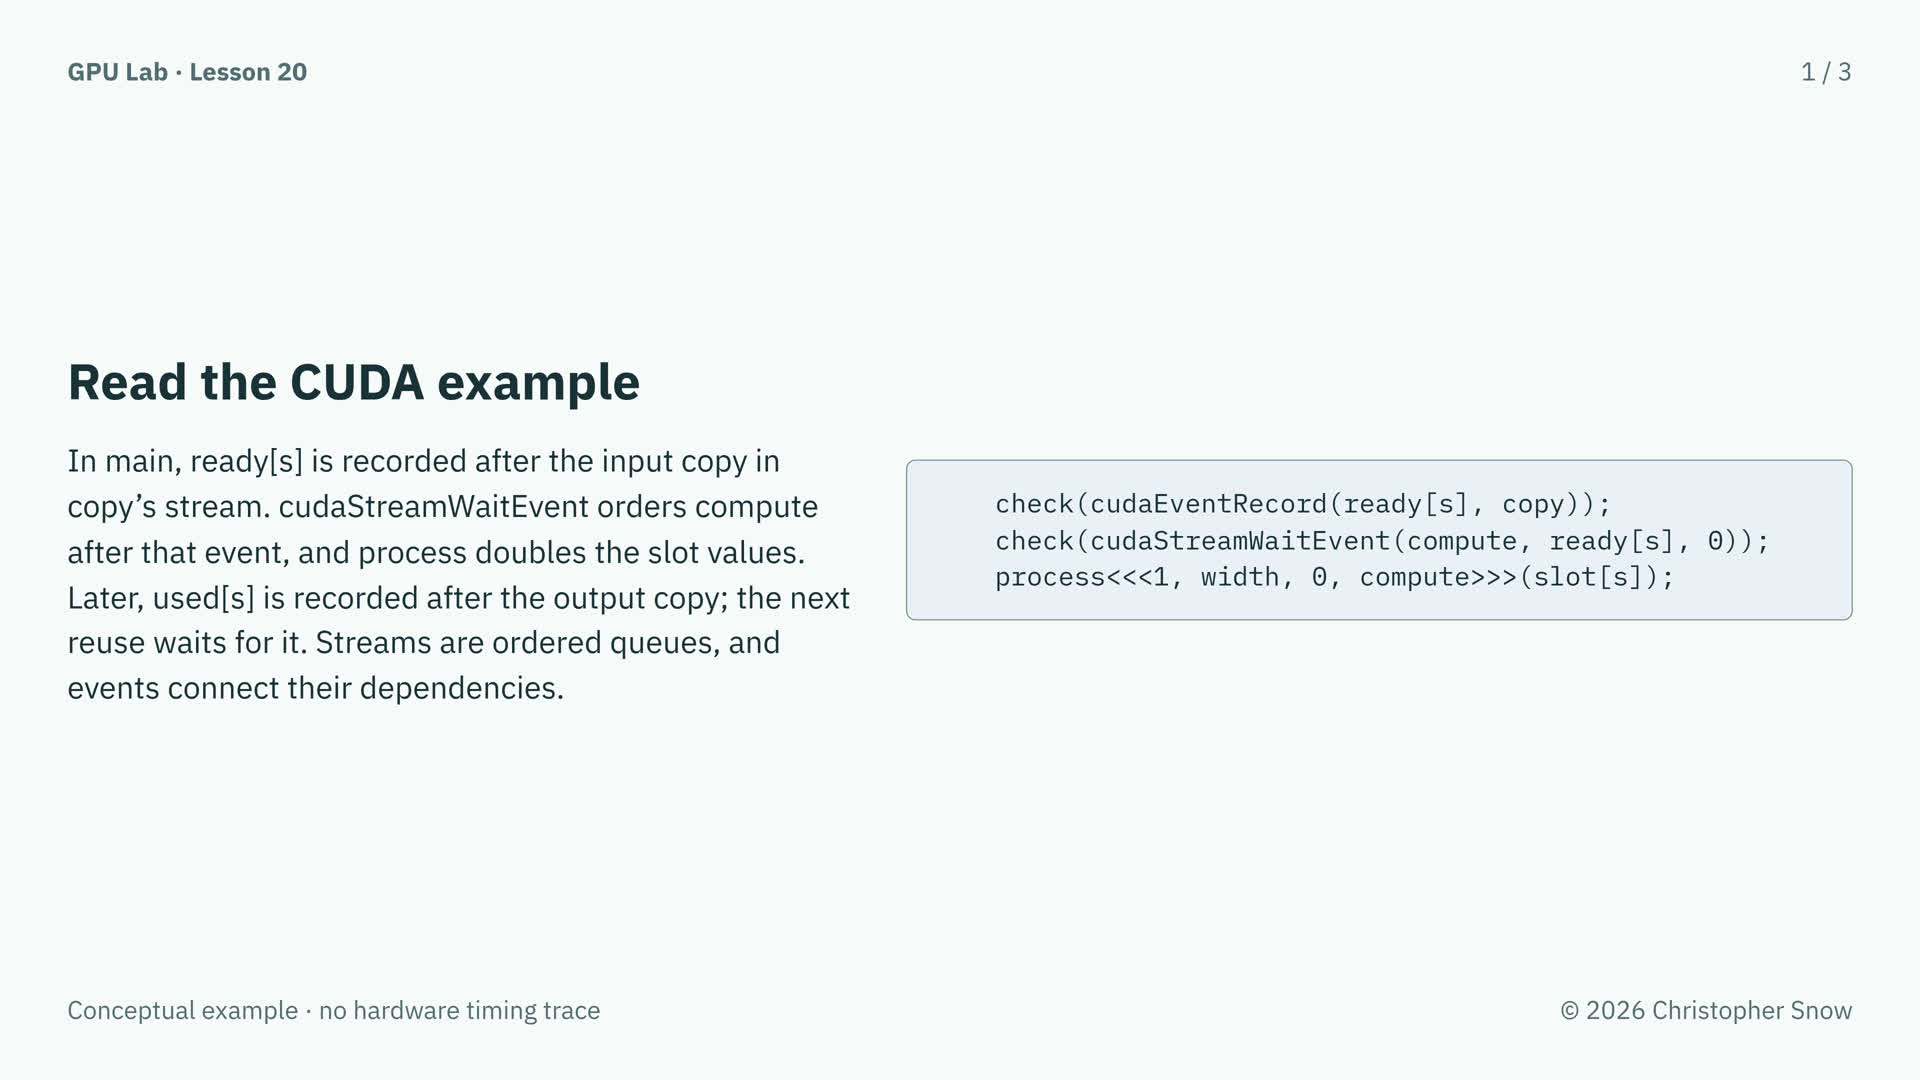 GPU Lab · Lesson 20
1 / 3
Read the CUDA example
In main, ready[s] is recorded after the input copy in
copy’s stream. cudaStreamWaitEvent orders compute
after that event, and process doubles the slot values.
Later, used[s] is recorded after the output copy; the next
reuse waits for it. Streams are ordered queues, and
events connect their dependencies.
check(cudaEventRecord(ready[s], copy));
check(cudaStreamWaitEvent(compute, ready[s], 0));
process<<<1, width, 0, compute>>>(slot[s]);
Conceptual example · no hardware timing trace
© 2026 Christopher Snow